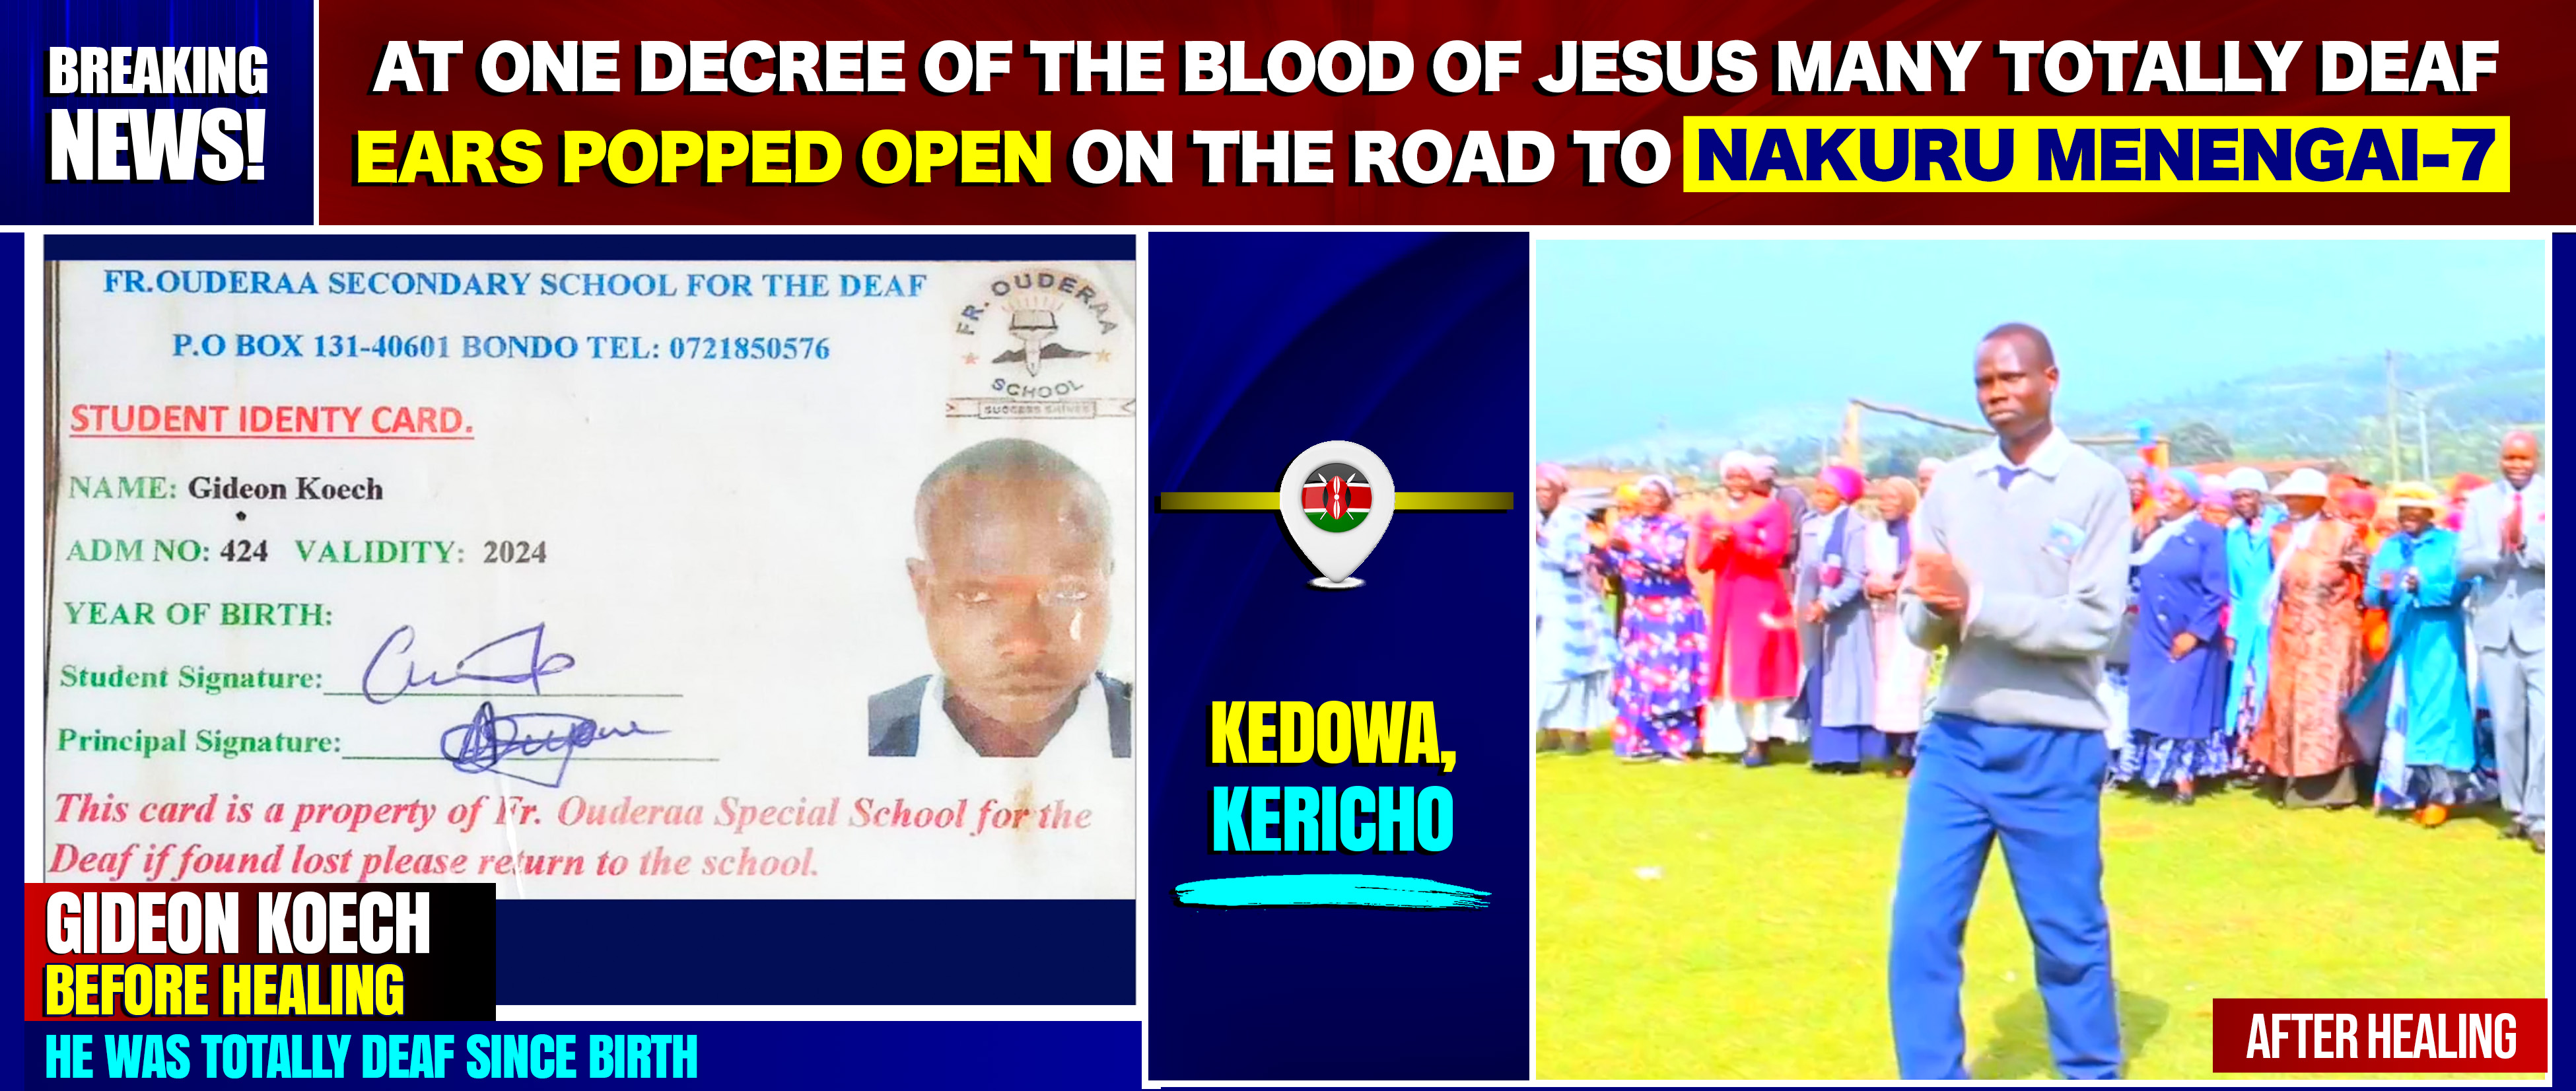 BREAKING
NEWS!
AT ONE DECREE OF THE BLOOD OF JESUS MANY TOTALLY DEAF
EARS POPPED OPEN ON THE ROAD TO NAKURU MENENGAI-7
FR.OUDERAA SECONDARY SCHOOL FOR THE DEAF
P.O BOX 131-40601 BONDO TEL: 0721850576
FR. OUDERAA
SCHOOL
STUDENT IDENTY CARD.
NAME: Gideon Koech
ADM NO: 424 VALIDITY: 2024
YEAR OF BIRTH:
Student Signature:
Principal Signature:
This card is a property of Fr. Ouderaa Special School for the
Deaf if found lost please return to the school.
GIDEON KOECH
BEFORE HEALING
HE WAS TOTALLY DEAF SINCE BIRTH
KEDOWA,
KERICHO
AFTER HEALING